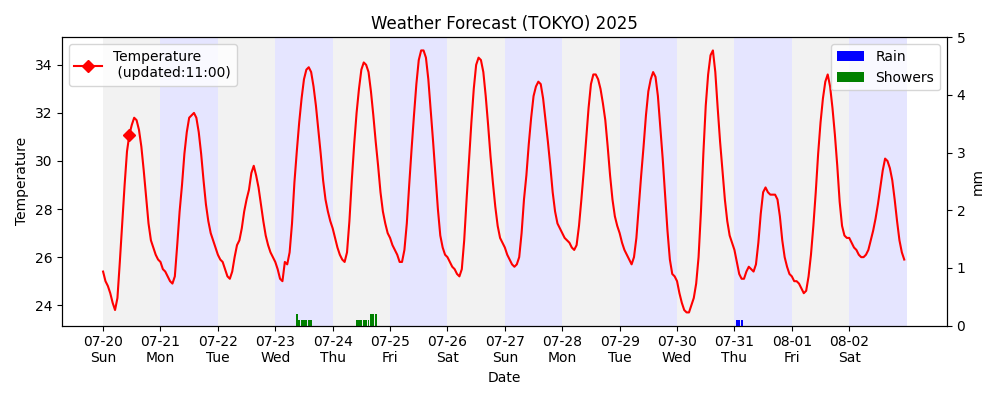 Weather Forecast (TOKYO) 2025
Temperature
(updated:11:00)
Rain
Showers
Temperature
34
32
30
28
26
24
5
4
3
2
1
0
mm
07-20 07-21 07-22 07-23 07-24 07-25 07-26 07-27 07-28 07-29 07-30 07-31 08-01 08-02
Sun Mon Tue Wed Thu Fri Sat Sun Mon Tue Wed Thu Fri Sat
Date